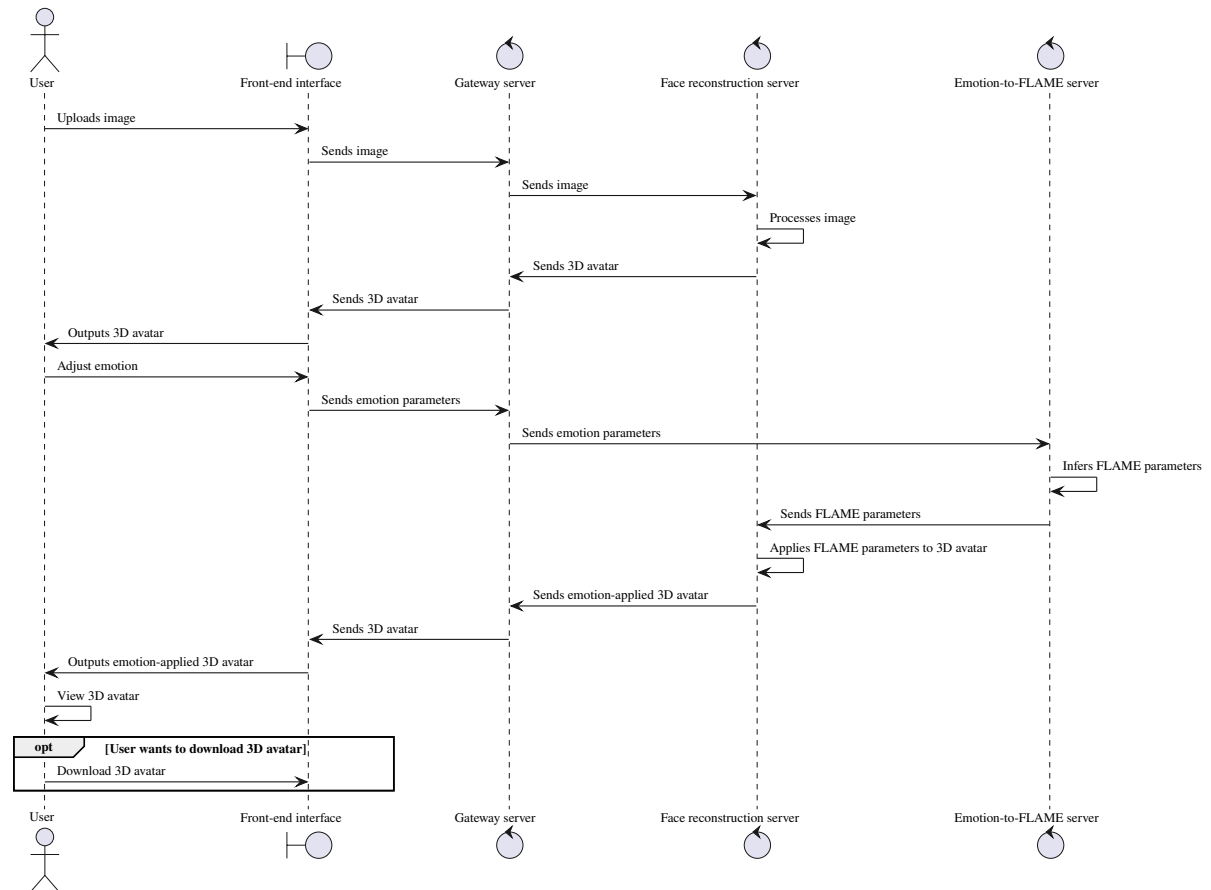 User
Front-end interface
Gateway server
Face reconstruction server
Emotion-to-FLAME server
Uploads image
Sends image
Sends image
Processes image
Sends 3D avatar
Sends 3D avatar
Outputs 3D avatar
Adjust emotion
Sends emotion parameters
Sends emotion parameters
Infers FLAME parameters
Sends FLAME parameters
Applies FLAME parameters to 3D avatar
Sends emotion-applied 3D avatar
Sends 3D avatar
Outputs emotion-applied 3D avatar
View 3D avatar
opt
[User wants to download 3D avatar]
Download 3D avatar
User
Front-end interface
Gateway server
Face reconstruction server
Emotion-to-FLAME server